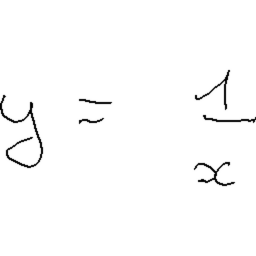 y = 1/x